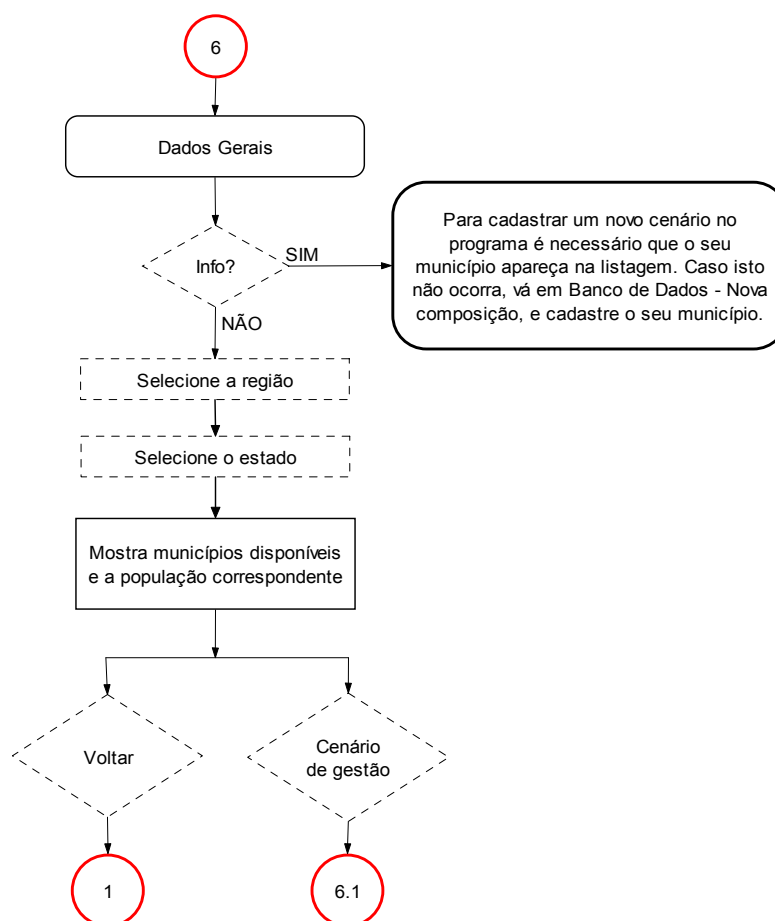 6
Dados Gerais
Info?
SIM
Para cadastrar um novo cenário no
programa é necessário que o seu
município apareça na listagem. Caso isto
não ocorra, vá em Banco de Dados - Nova
composição, e cadastre o seu município.
NÃO
Selecione a região
Selecione o estado
Mostra municípios disponíveis
e a população correspondente
Voltar
Cenário
de gestão
1
6.1